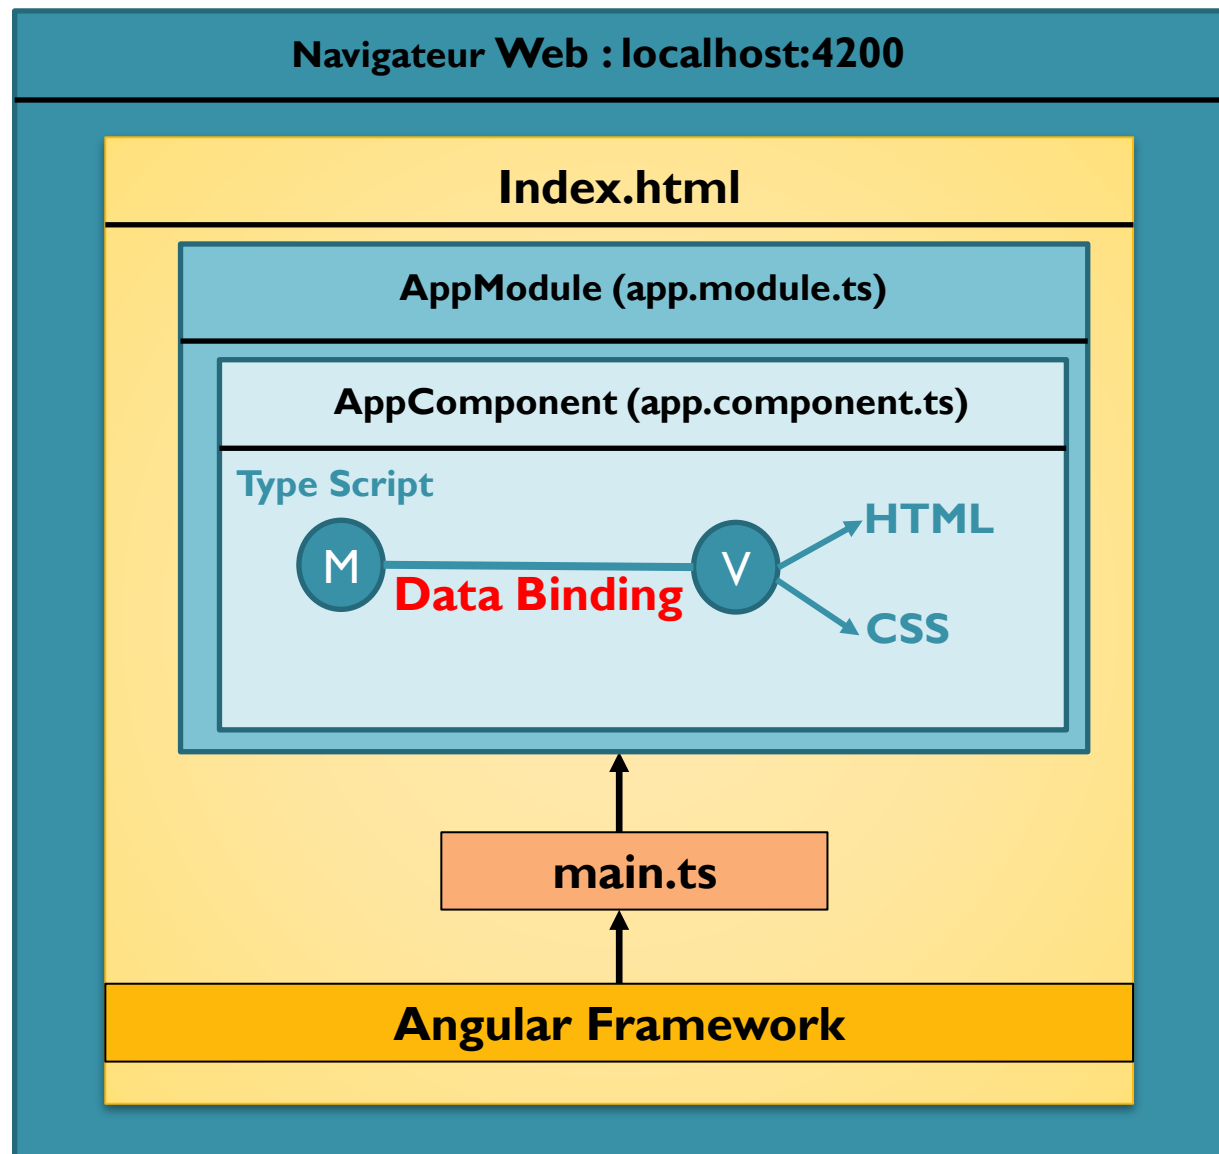 Navigateur Web : localhost:4200
Index.html
AppModule (app.module.ts)
AppComponent (app.component.ts)
Type Script
M
Data Binding
V
HTML
CSS
main.ts
Angular Framework